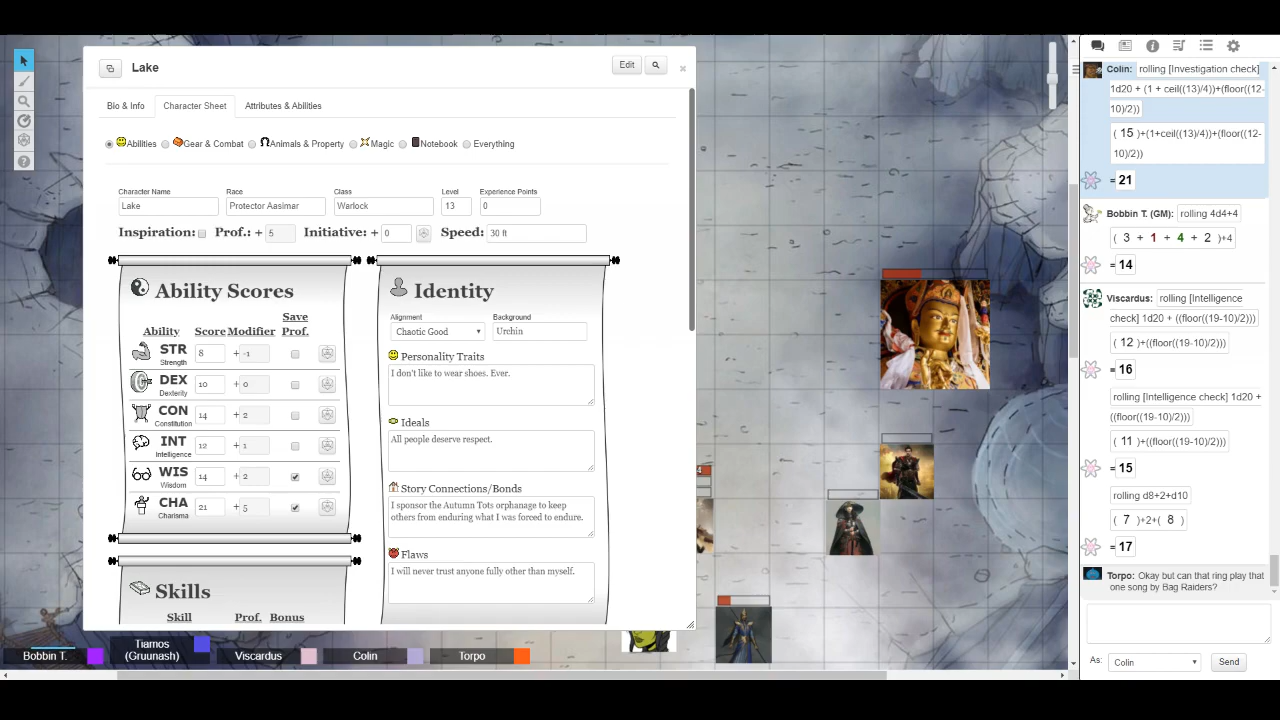 Lake
Edit
Bio & Info
Character Sheet
Attributes & Abilities
Abilities
Gear & Combat
Animals & Property
Magic
Notebook
Everything
Character Name
Race
Class
Level
Experience Points
Lake
Protector Aasimar
Warlock
13
0
Inspiration:
Prof.: + 5
Initiative: + 0
Speed: 30 ft
Ability Scores
Save
Ability Score Modifier Prof.
STR 8 + -1
Strength
DEX 10 + 0
Dexterity
CON 14 + 2
Constitution
INT 12 + 1
Intelligence
WIS 14 + 2
Wisdom
CHA 21 + 5
Charisma
Skills
Skill Prof. Bonus
Identity
Alignment Background
Chaotic Good Urchin
Personality Traits
I don't like to wear shoes. Ever.
Ideals
All people deserve respect.
Story Connections/Bonds
I sponsor the Autumn Tots orphanage to keep
others from enduring what I was forced to endure.
Flaws
I will never trust anyone fully other than myself.
4
Bobbin T.
Tiamos
(Gruunash)
Viscardus
Colin
Torpo
Colin: rolling [Investigation check]
1d20 + (1 + ceil((13)/4))+(floor((12-
10)/2))
( 15 )+(1+ceil((13)/4))+(floor((12-
10)/2))
= 21
Bobbin T. (GM): rolling 4d4+4
( 3 + 1 + 4 + 2 )+4
= 14
Viscardus: rolling [Intelligence
check] 1d20 + ((floor((19-10)/2)))
( 12 )+((floor((19-10)/2)))
= 16
rolling [Intelligence check] 1d20 +
((floor((19-10)/2)))
( 11 )+((floor((19-10)/2)))
= 15
rolling d8+2+d10
( 7 )+2+( 8 )
= 17
Torpo: Okay but can that ring play that
one song by Bag Raiders?
As: Colin Send